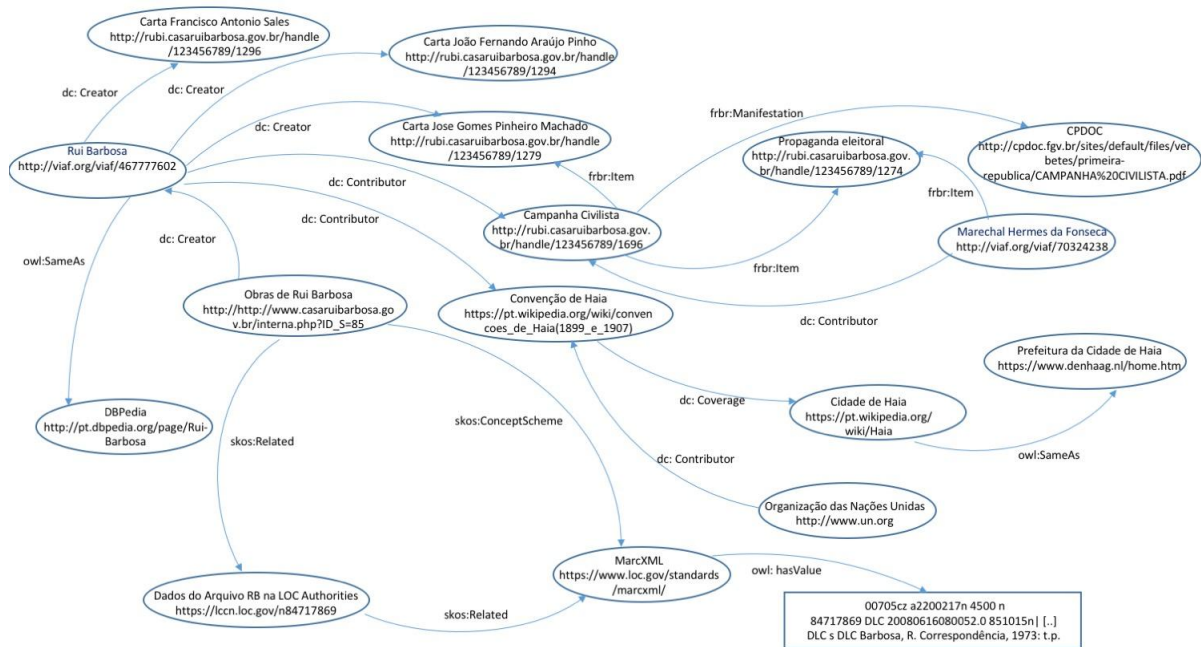 Carta Francisco Antonio Sales
http://rubi.casaruibarbosa.gov.br/handle
/123456789/1296
Carta João Fernando Araújo Pinho
http://rubi.casaruibarbosa.gov.br/handle
/123456789/1294
dc: Creator
dc: Creator
frbr:Manifestation
dc: Creator
Carta Jose Gomes Pinheiro Machado
http://rubi.casaruibarbosa.gov.br/handle
/123456789/1279
CPDOC
http://cpdoc.fgv.br/sites/default/files/ver
betes/primeira-
republica/CAMPANHA%20CIVILISTA.pdf
Rui Barbosa
http://viaf.org/viaf/467777602
Propaganda eleitoral
http://rubi.casaruibarbosa.gov.
br/handle/123456789/1274
dc: Contributor
frbr:Item
frbr:Item
dc: Contributor
Campanha Civilista
http://rubi.casaruibarbosa.gov.
br/handle/123456789/1696
Marechal Hermes da Fonseca
http://viaf.org/viaf/70324238
dc: Creator
owl:SameAs
frbr:Item
Obras de Rui Barbosa
http://http://www.casaruibarbosa.go
v.br/interna.php?ID_S=85
Convenção de Haia
https://pt.wikipedia.org/wiki/conven
coes_de_Haia(1899_e_1907)
dc: Contributor
Prefeitura da Cidade de Haia
https://www.denhaag.nl/home.htm
DBPedia
http://pt.dbpedia.org/page/Rui-
Barbosa
dc: Coverage
Cidade de Haia
https://pt.wikipedia.org/
wiki/Haia
skos:ConceptScheme
skos:Related
owl:SameAs
dc: Contributor
Organização das Nações Unidas
http://www.un.org
MarcXML
https://www.loc.gov/standards
/marcxml/
owl: hasValue
Dados do Arquivo RB na LOC Authorities
https://lccn.loc.gov/n84717869
skos:Related
00705cz a2200217n 4500 n
84717869 DLC 20080616080052.0 851015n| [..]
DLC s DLC Barbosa, R. Correspondência, 1973: t.p.